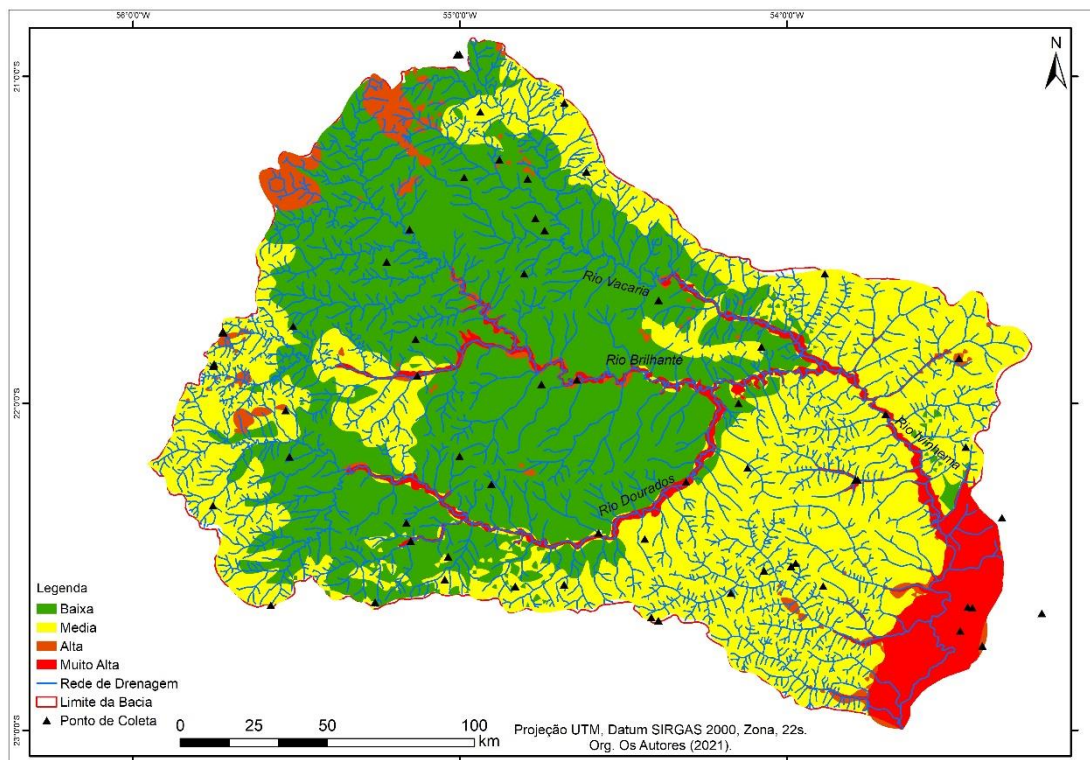 56°0'0"W
55°0'0"W
54°0'0"W
N
21°0'0"S
22°0'0"S
23°0'0"S
Rio Vacaria
Rio Brilhante
Rio Ivinhema
Rio Dourados
Legenda
Baixa
Media
Alta
Muito Alta
Rede de Drenagem
Limite da Bacia
Ponto de Coleta
0 25 50 100
km
Projeção UTM, Datum SIRGAS 2000, Zona, 22s.
Org. Os Autores (2021).